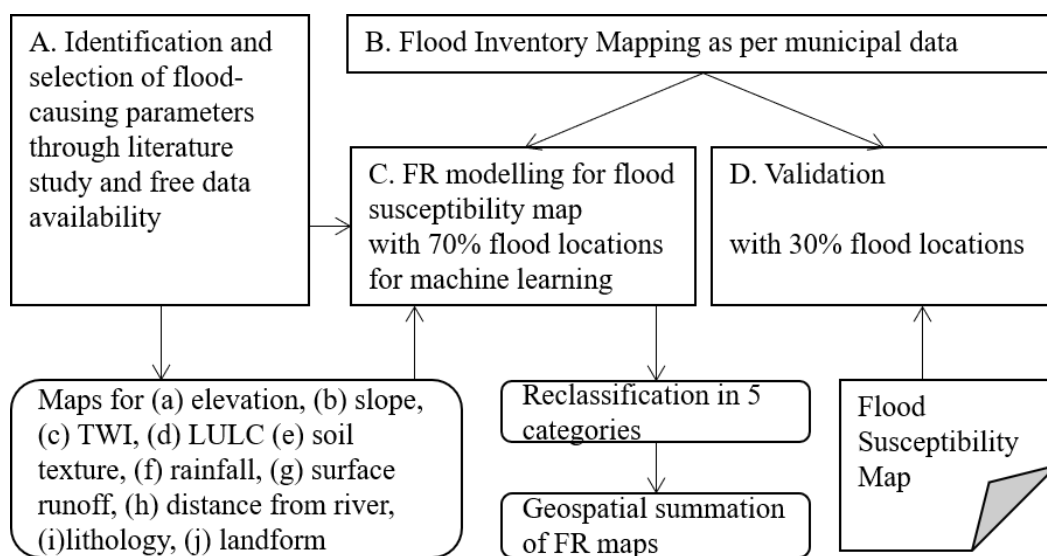 A. Identification and
selection of flood-
causing parameters
through literature
study and free data
availability
B. Flood Inventory Mapping as per municipal data
C. FR modelling for flood
susceptibility map
with 70% flood locations
for machine learning
D. Validation
with 30% flood locations
Maps for (a) elevation, (b) slope,
(c) TWI, (d) LULC (e) soil
texture, (f) rainfall, (g) surface
runoff, (h) distance from river,
(i)lithology, (j) landform
Reclassification in 5
categories
Geospatial summation
of FR maps
Flood
Susceptibility
Map